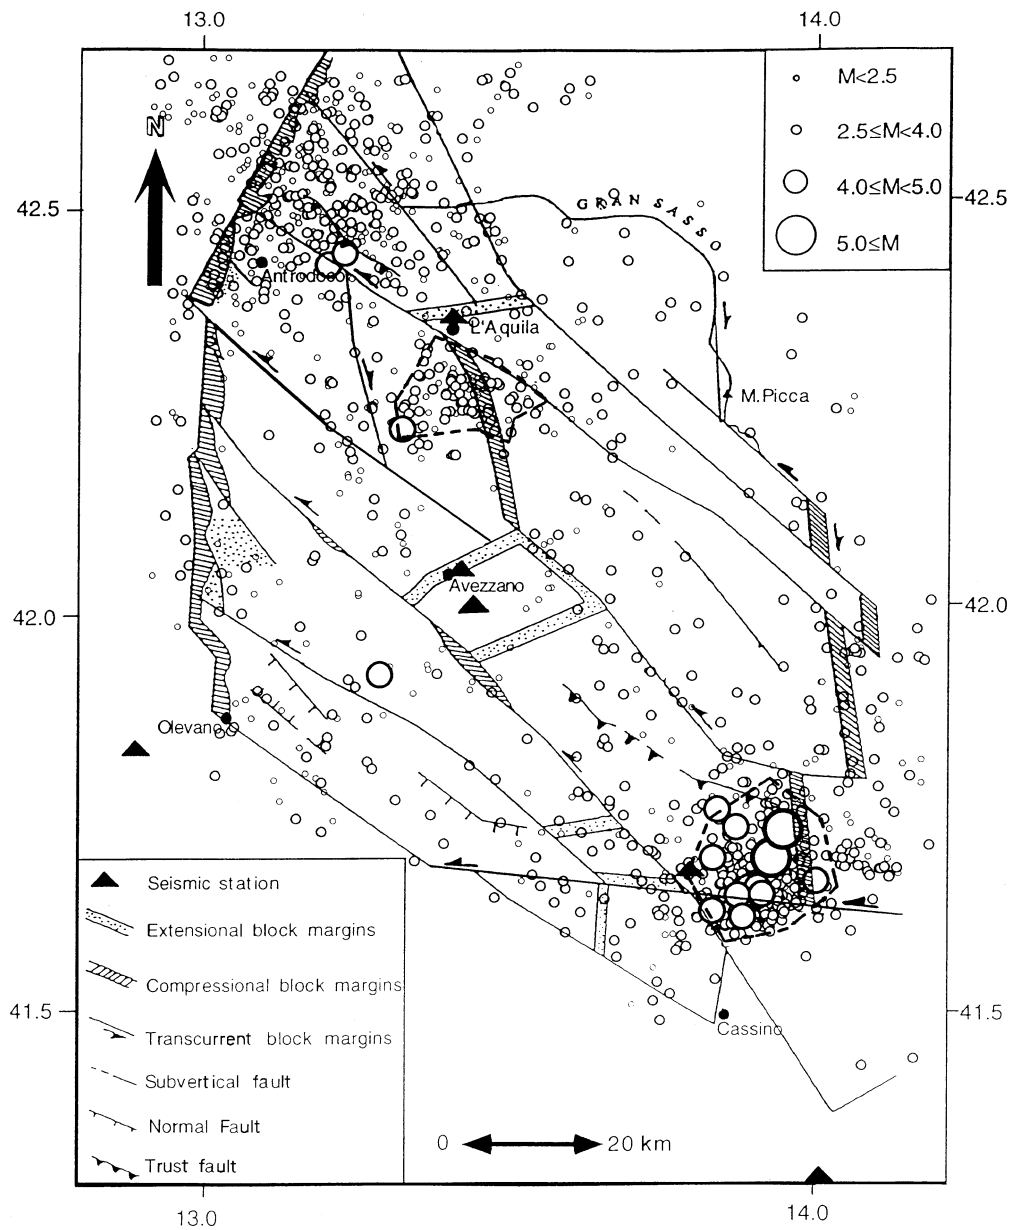 13.0
14.0
M<2.5
2.5≤M<4.0
4.0≤M<5.0
5.0≤M
N
42.5
42.5
GRAN SASSO
Antrodoco
L'Aquila
M.Picca
Avezzano
42.0
42.0
Olevano
Seismic station
Extensional block margins
Compressional block margins
Transcurrent block margins
Subvertical fault
Normal Fault
Trust fault
41.5
41.5
Cassino
0
20 km
13.0
14.0